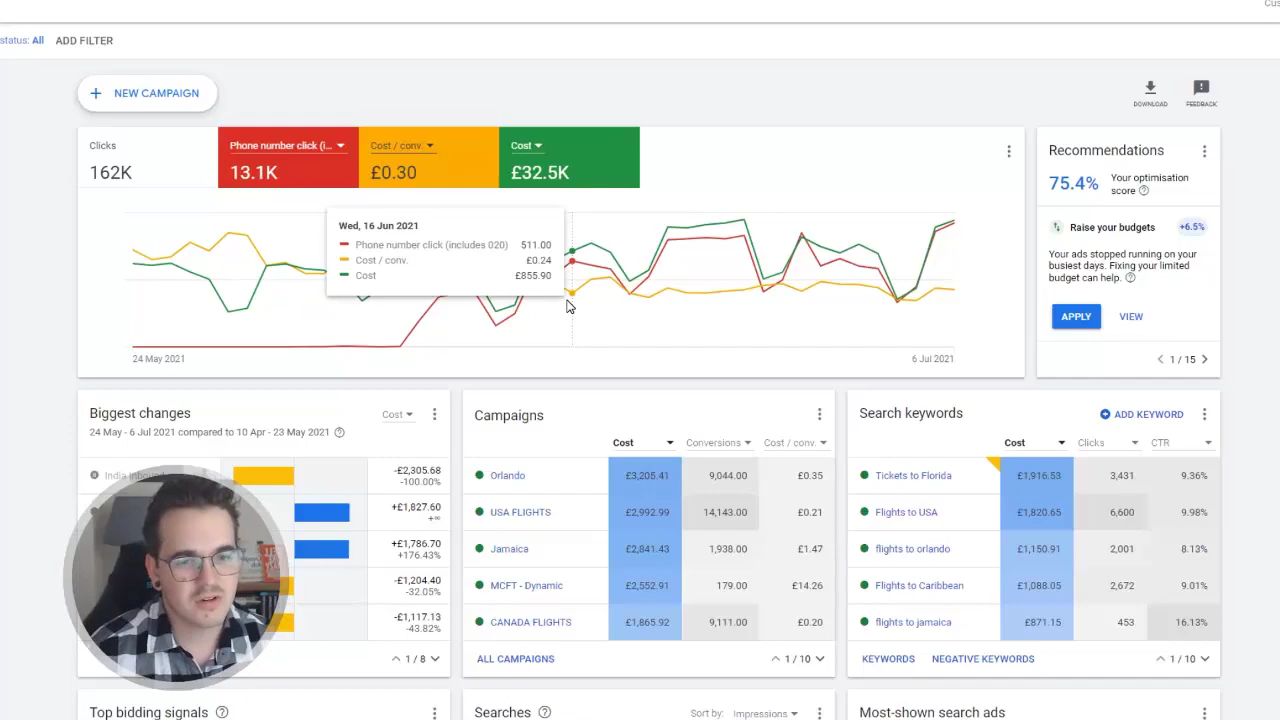 Cus
status: All ADD FILTER
+ NEW CAMPAIGN
DOWNLOAD
FEEDBACK
Clicks
162K
Phone number click (i...
13.1K
Cost / conv.
£0.30
Cost
£32.5K
Wed, 16 Jun 2021
Phone number click (includes 020) 511.00
Cost / conv. £0.24
Cost £855.90
24 May 2021
6 Jul 2021
Recommendations
75.4%
Your optimisation
score
Raise your budgets +6.5%
Your ads stopped running on your
busiest days. Fixing your limited
budget can help.
APPLY VIEW
1 / 15
Biggest changes
Cost
24 May - 6 Jul 2021 compared to 10 Apr - 23 May 2021
India Inbound
-£2,305.68
-100.00%
+£1,827.60
+∞
+£1,786.70
+176.43%
-£1,204.40
-32.05%
-£1,117.13
-43.82%
1 / 8
Campaigns
Cost Conversions Cost / conv.
Orlando £3,205.41 9,044.00 £0.35
USA FLIGHTS £2,992.99 14,143.00 £0.21
Jamaica £2,841.43 1,938.00 £1.47
MCFT - Dynamic £2,552.91 179.00 £14.26
CANADA FLIGHTS £1,865.92 9,111.00 £0.20
ALL CAMPAIGNS
1 / 10
Search keywords
ADD KEYWORD
Cost Clicks CTR
Tickets to Florida £1,916.53 3,431 9.36%
Flights to USA £1,820.65 6,600 9.98%
flights to orlando £1,150.91 2,001 8.13%
Flights to Caribbean £1,088.05 2,672 9.01%
flights to jamaica £871.15 453 16.13%
KEYWORDS NEGATIVE KEYWORDS
1 / 10
Top bidding signals
Searches
Sort by: Impressions
Most-shown search ads